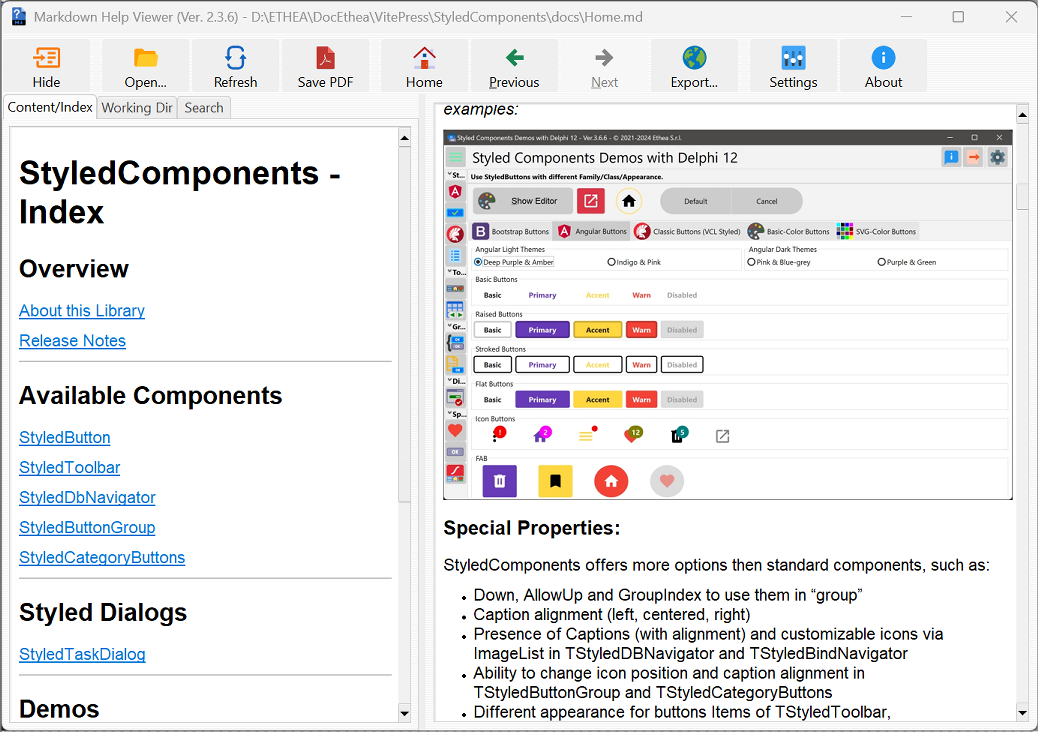 Markdown Help Viewer (Ver. 2.3.6) - D:\ETHEA\DocEthea\VitePress\StyledComponents\docs\Home.md
Hide
Open...
Refresh
Save PDF
Home
Previous
Next
Export...
Settings
About
Content/Index
Working Dir
Search
StyledComponents -
Index
Overview
About this Library
Release Notes
Available Components
StyledButton
StyledToolbar
StyledDbNavigator
StyledButtonGroup
StyledCategoryButtons
Styled Dialogs
StyledTaskDialog
Demos
examples:
Styled Components Demos with Delphi 12 - Ver.3.6.6 - © 2021-2024 Ethea S.r.l.
Styled Components Demos with Delphi 12
St...
To...
Gr...
Di...
Sp...
Use StyledButtons with different Family/Class/Appearance.
Show Editor
Default
Cancel
Bootstrap Buttons
Angular Buttons
Classic Buttons (VCL Styled)
Basic-Color Buttons
SVG-Color Buttons
Angular Light Themes
Deep Purple & Amber
Indigo & Pink
Angular Dark Themes
Pink & Blue-grey
Purple & Green
Basic Buttons
Basic Primary Accent Warn Disabled
Raised Buttons
Basic Primary Accent Warn Disabled
Stroked Buttons
Basic Primary Accent Warn Disabled
Flat Buttons
Basic Primary Accent Warn Disabled
Icon Buttons
! 2 12 5
FAB
Special Properties:
StyledComponents offers more options then standard components, such as:
• Down, AllowUp and GroupIndex to use them in “group”
• Caption alignment (left, centered, right)
• Presence of Captions (with alignment) and customizable icons via
ImageList in TStyledDBNavigator and TStyledBindNavigator
• Ability to change icon position and caption alignment in
TStyledButtonGroup and TStyledCategoryButtons
• Different appearance for buttons Items of TStyledToolbar,